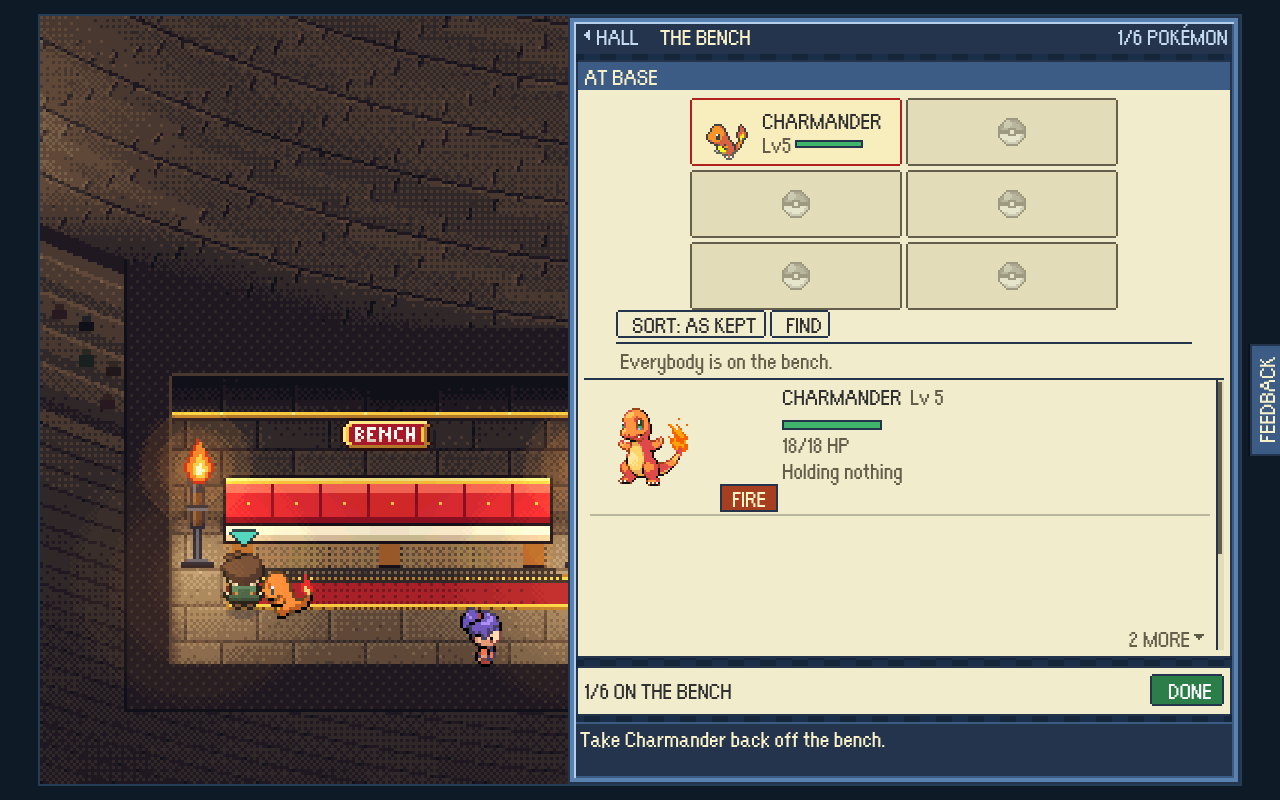 HALL THE BENCH 1/6 POKÉMON
AT BASE
CHARMANDER
Lv5
SORT: AS KEPT FIND
Everybody is on the bench.
CHARMANDER Lv 5
18/18 HP
Holding nothing
FIRE
2 MORE
1/6 ON THE BENCH DONE
Take Charmander back off the bench.
BENCH
FEEDBACK